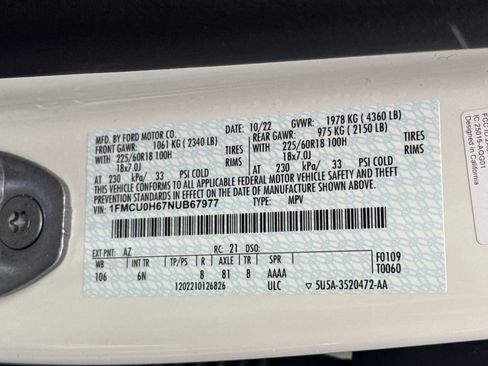 MFD. BY FORD MOTOR CO. 10/22 GVWR: 1978 KG ( 4360 LB)
FRONT GAWR: 1061 KG ( 2340 LB) REAR GAWR: 975 KG ( 2150 LB)
WITH 225/60R18 100H TIRES WITH 225/60R18 100H TIRES
18x7.0J RIMS 18x7.0J RIMS
AT 230 kPa/ 33 PSI COLD AT 230 kPa/ 33 PSI COLD
THIS VEHICLE CONFORMS TO ALL APPLICABLE FEDERAL MOTOR VEHICLE SAFETY AND THEFT
PREVENTION STANDARDS IN EFFECT ON THE DATE OF MANUFACTURE SHOWN ABOVE.
VIN: 1FMCU0H67NUB67977 TYPE: MPV
EXT PNT: AZ RC: 21 DSO: F0109
WB INT TR TP/PS R AXLE TR SPR T0060
106 6N 8 81 8 AAAA
1202210126826 ULC 5U5A-3520472-AA
IC:25015-AQG01
Designed in California